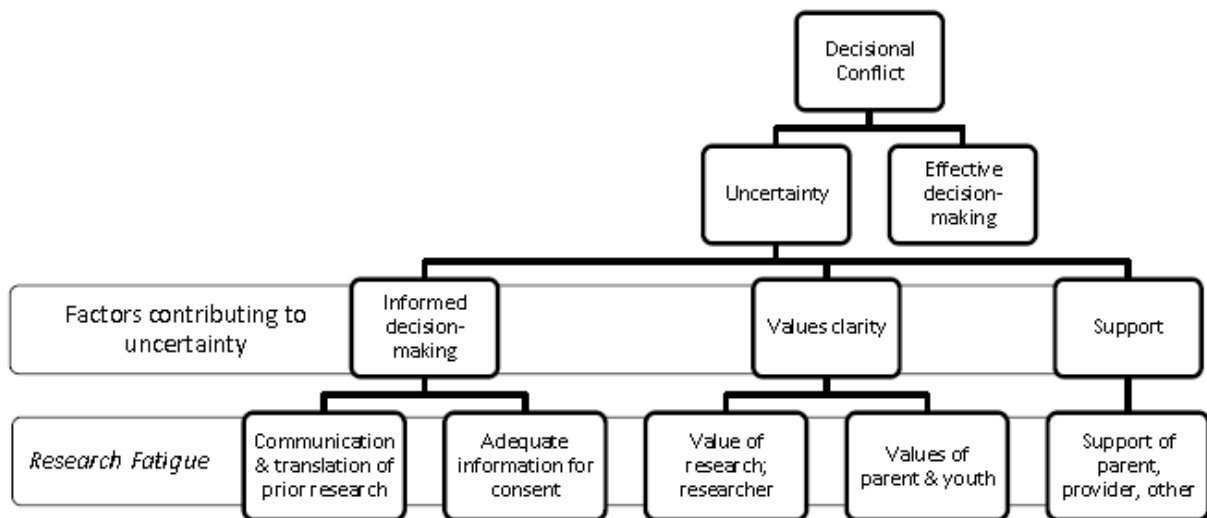 Decisional
Conflict
Uncertainty
Effective
decision-
making
Factors contributing to
uncertainty
Informed
decision-
making
Values clarity
Support
Research Fatigue
Communication
& translation of
prior research
Adequate
information for
consent
Value of
research;
researcher
Values of
parent & youth
Support of
parent,
provider, other